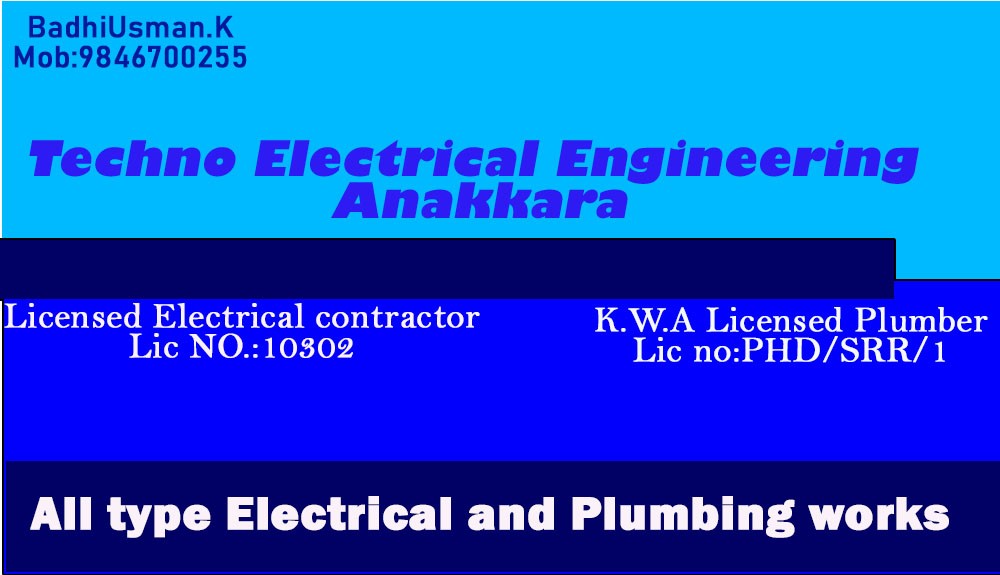 BadhiUsman.K
Mob:9846700255
Techno Electrical Engineering
Anakkara
Licensed Electrical contractor
Lic NO.:10302
K.W.A Licensed Plumber
Lic no:PHD/SRR/1
All type Electrical and Plumbing works